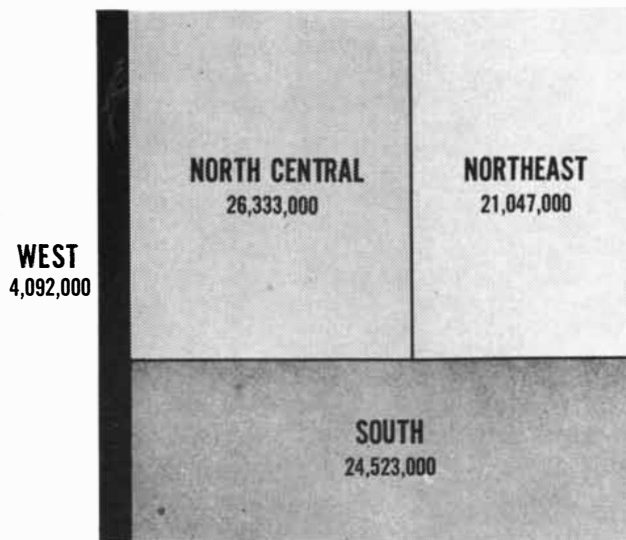 NORTH CENTRAL
26,333,000
NORTHEAST
21,047,000
WEST
4,092,000
SOUTH
24,523,000